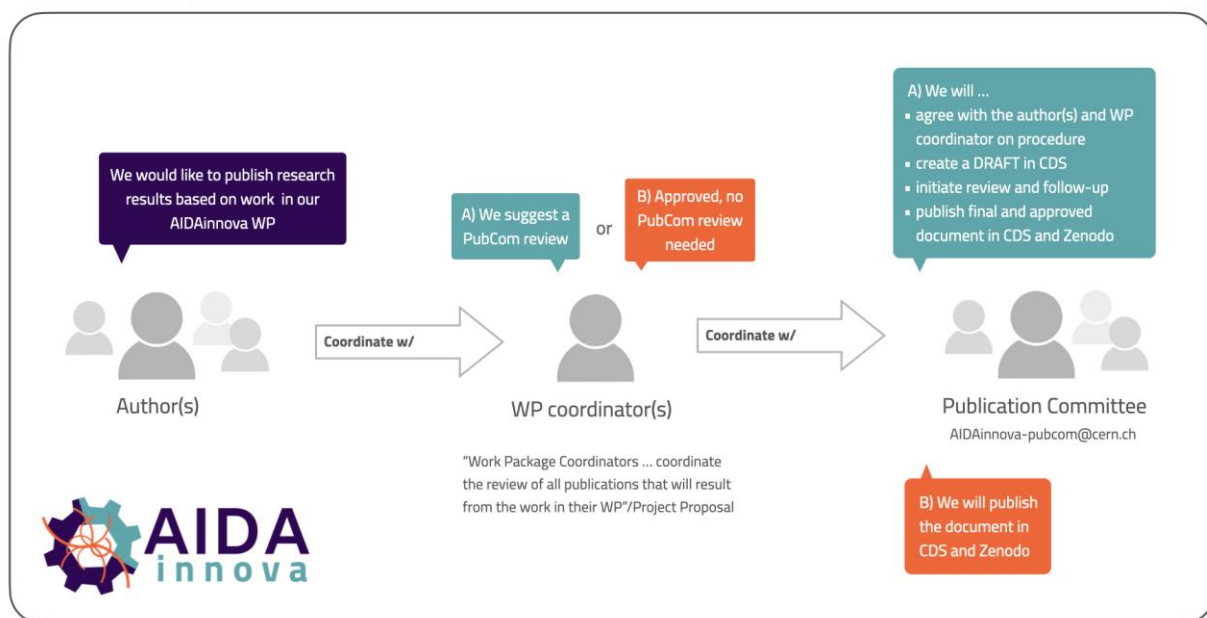 We would like to publish research
results based on work in our
AIDAinnova WP
A) We suggest a
PubCom review
or
B) Approved, no
PubCom review
needed
A) We will ...
▪ agree with the author(s) and WP
coordinator on procedure
▪ create a DRAFT in CDS
▪ initiate review and follow-up
▪ publish final and approved
document in CDS and Zenodo
Coordinate w/
Coordinate w/
Author(s)
WP coordinator(s)
Publication Committee
AIDAinnova-pubcom@cern.ch
"Work Package Coordinators ... coordinate
the review of all publications that will result
from the work in their WP"/Project Proposal
B) We will publish
the document in
CDS and Zenodo
AIDA
innova